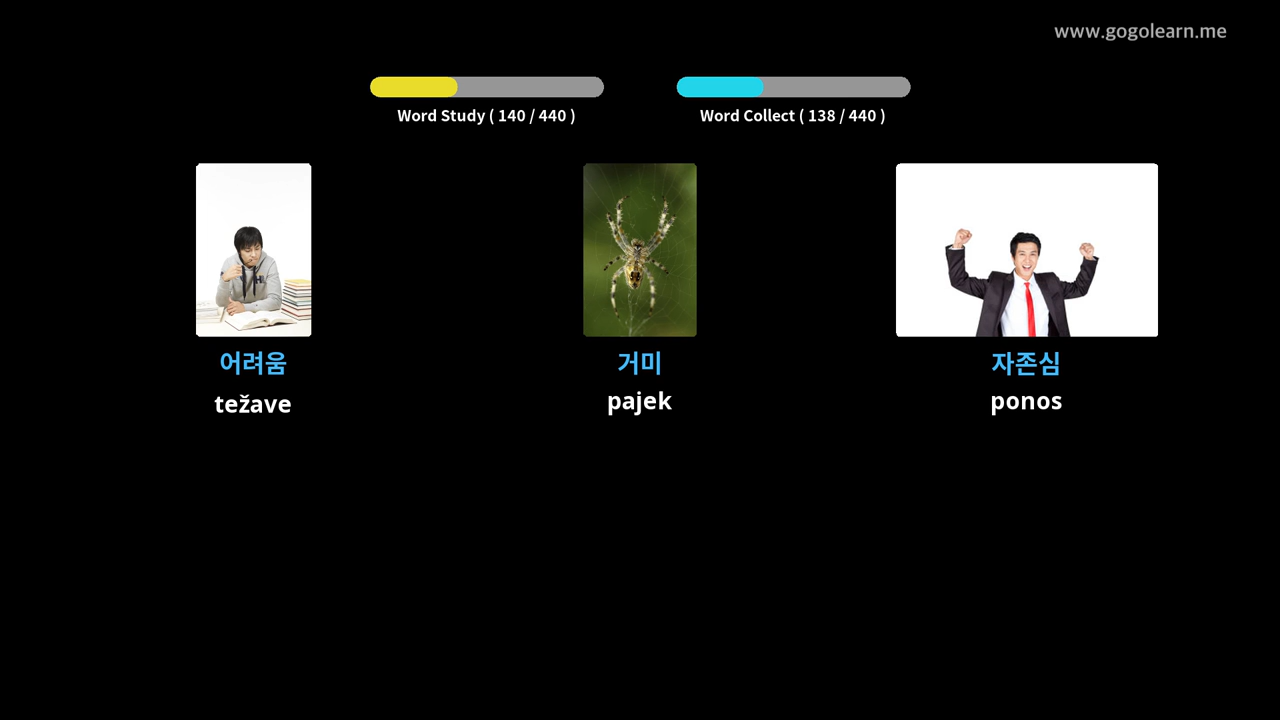 www.gogolearn.me
Word Study ( 140 / 440 )
Word Collect ( 138 / 440 )
어려움
težave
거미
pajek
자존심
ponos